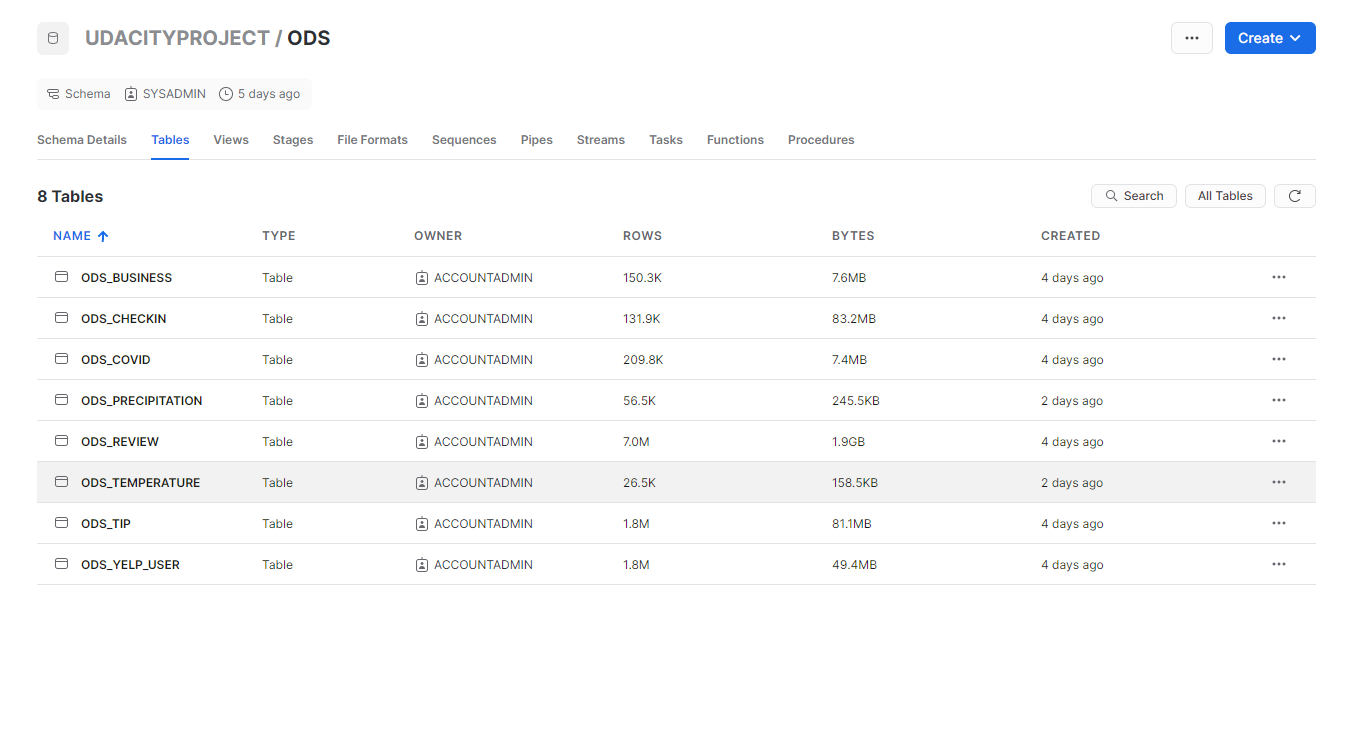 UDACITYPROJECT / ODS
... Create
Schema SYSADMIN 5 days ago
Schema Details Tables Views Stages File Formats Sequences Pipes Streams Tasks Functions Procedures
8 Tables Search All Tables
NAME TYPE OWNER ROWS BYTES CREATED
ODS_BUSINESS Table ACCOUNTADMIN 150.3K 7.6MB 4 days ago ...
ODS_CHECKIN Table ACCOUNTADMIN 131.9K 83.2MB 4 days ago ...
ODS_COVID Table ACCOUNTADMIN 209.8K 7.4MB 4 days ago ...
ODS_PRECIPITATION Table ACCOUNTADMIN 56.5K 245.5KB 2 days ago ...
ODS_REVIEW Table ACCOUNTADMIN 7.0M 1.9GB 4 days ago ...
ODS_TEMPERATURE Table ACCOUNTADMIN 26.5K 158.5KB 2 days ago ...
ODS_TIP Table ACCOUNTADMIN 1.8M 81.1MB 4 days ago ...
ODS_YELP_USER Table ACCOUNTADMIN 1.8M 49.4MB 4 days ago ...